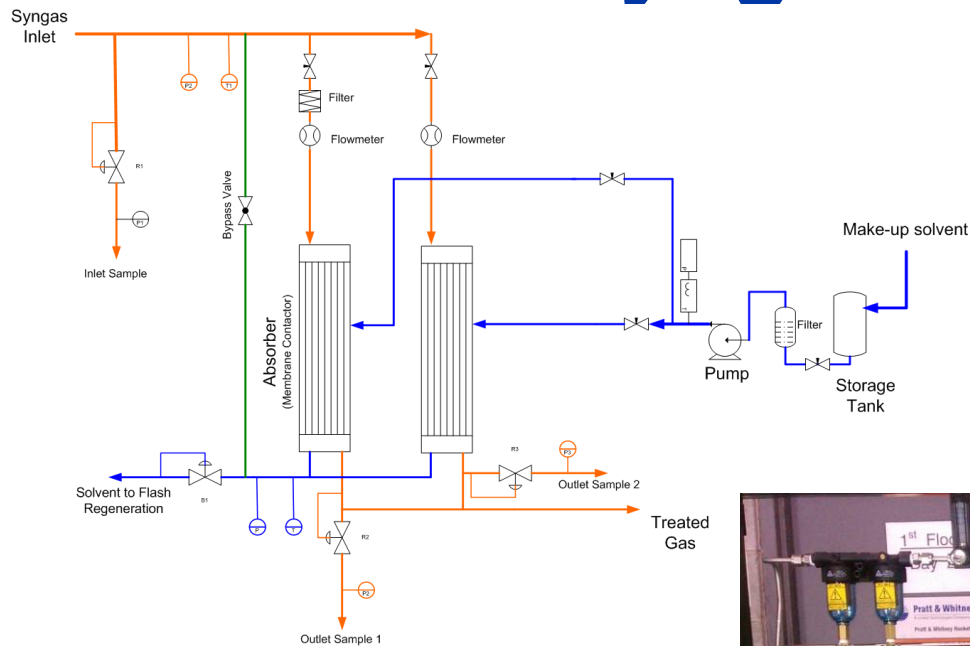 Syngas
Inlet
P2
T1
Filter
Flowmeter
Flowmeter
R1
P1
Bypass Valve
Inlet Sample
Make-up solvent
P
T
Filter
Pump
Storage
Tank
Absorber
(Membrane Contactor)
R3
P3
Outlet Sample 2
Solvent to Flash
Regeneration
B1
P
T
R2
Treated
Gas
P2
Outlet Sample 1
1st Floo
Pratt & Whitne
Pratt & Whitney Rocket